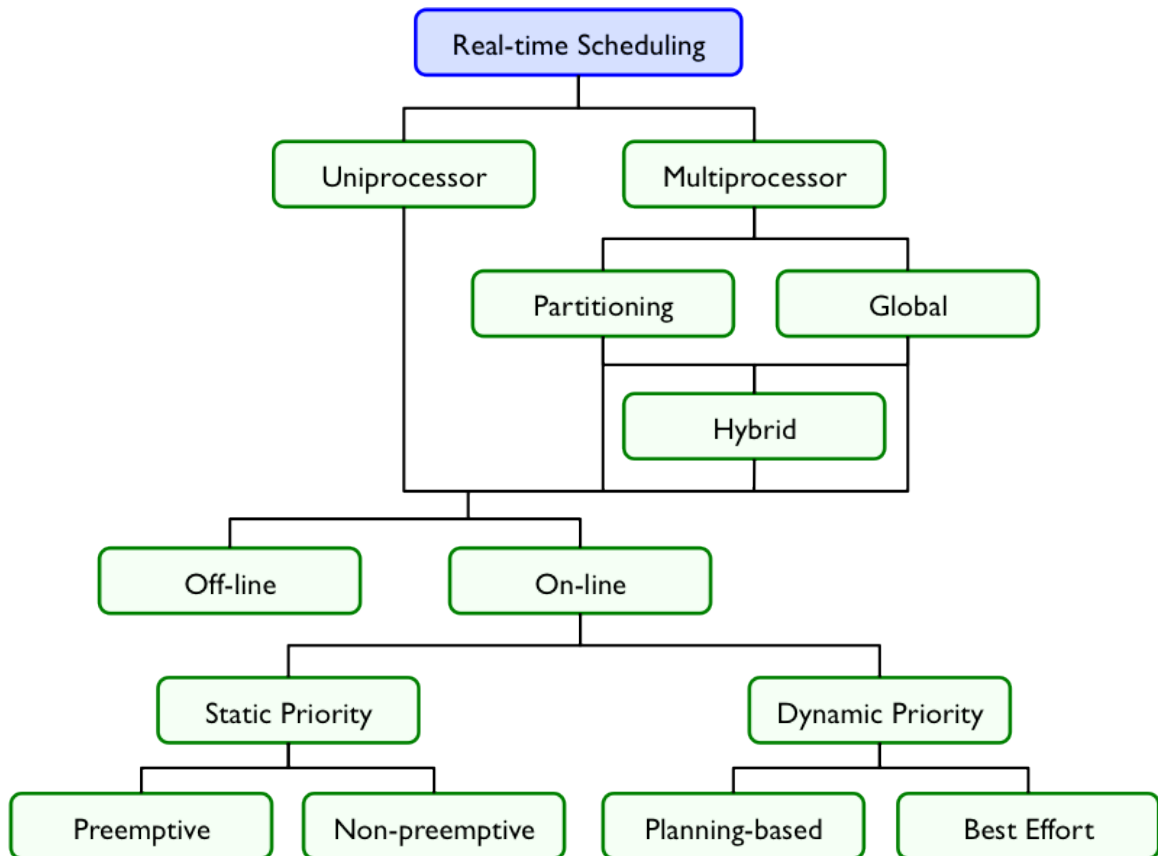 Real-time Scheduling
Uniprocessor
Multiprocessor
Partitioning
Global
Hybrid
Off-line
On-line
Static Priority
Dynamic Priority
Preemptive
Non-preemptive
Planning-based
Best Effort